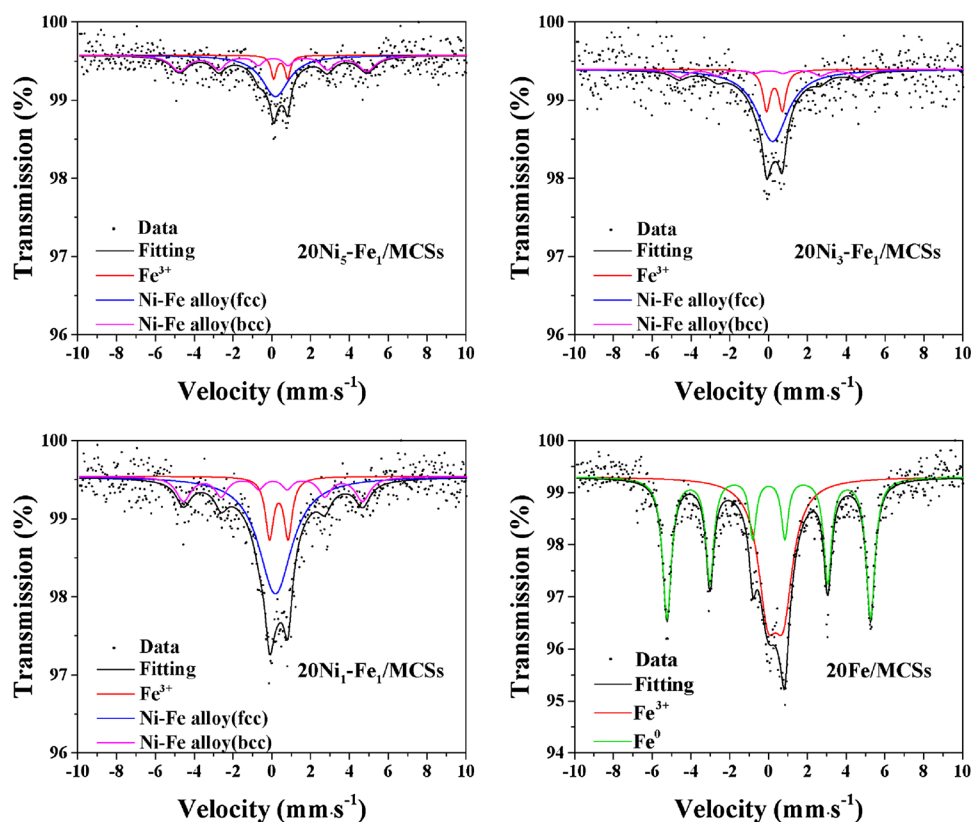 100
99
98
97
96
Transmission (%)
Data
Fitting
Fe³⁺
Ni-Fe alloy(fcc)
Ni-Fe alloy(bcc)
20Ni₅-Fe₁/MCSs
-10 -8 -6 -4 -2 0 2 4 6 8 10
Velocity (mm·s⁻¹)
100
99
98
97
96
Transmission (%)
Data
Fitting
Fe³⁺
Ni-Fe alloy(fcc)
Ni-Fe alloy(bcc)
20Ni₃-Fe₁/MCSs
-10 -8 -6 -4 -2 0 2 4 6 8 10
Velocity (mm·s⁻¹)
100
99
98
97
96
Transmission (%)
Data
Fitting
Fe³⁺
Ni-Fe alloy(fcc)
Ni-Fe alloy(bcc)
20Ni₁-Fe₁/MCSs
-10 -8 -6 -4 -2 0 2 4 6 8 10
Velocity (mm·s⁻¹)
100
99
98
97
96
95
94
Transmission (%)
Data
Fitting
Fe³⁺
Fe⁰
20Fe/MCSs
-10 -8 -6 -4 -2 0 2 4 6 8 10
Velocity (mm·s⁻¹)